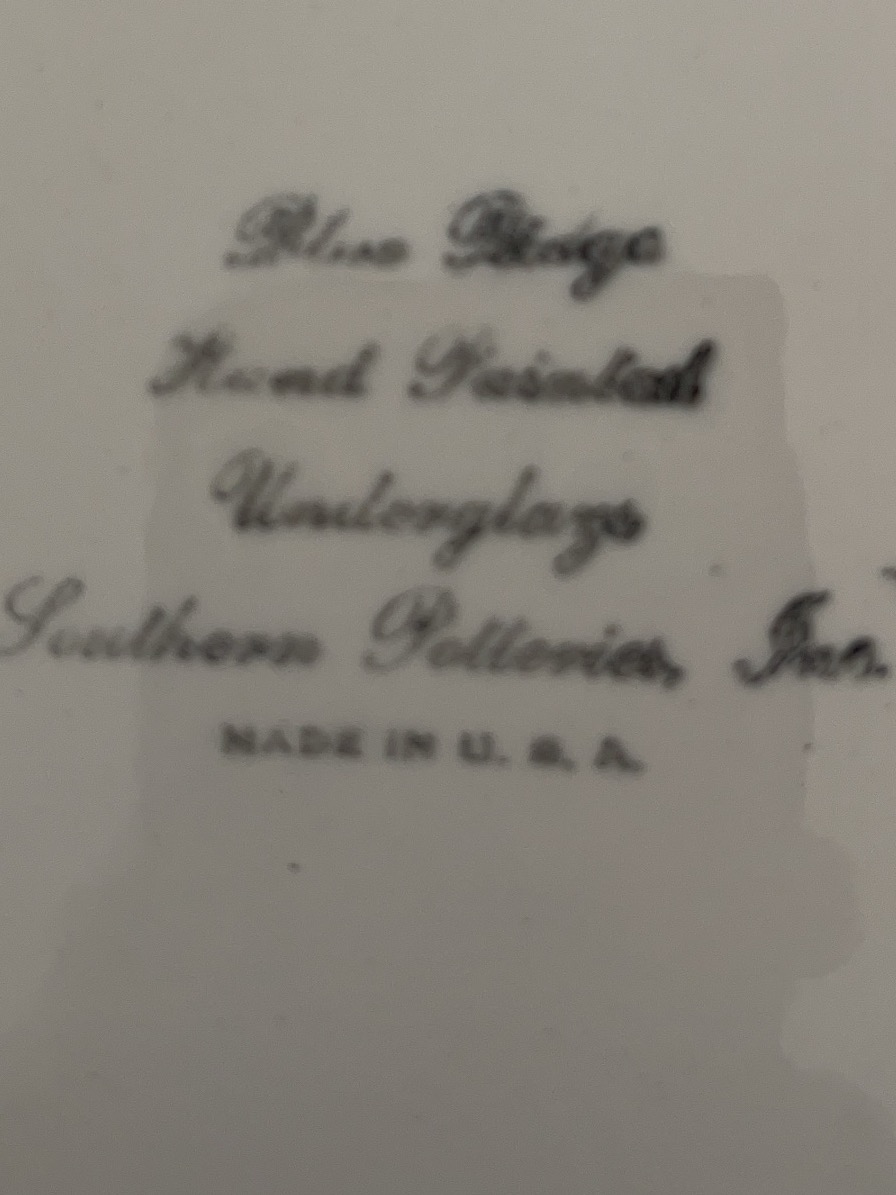 Blue Ridge
Hand Painted
Underglaze
Southern Potteries, Inc.
MADE IN U. S. A.